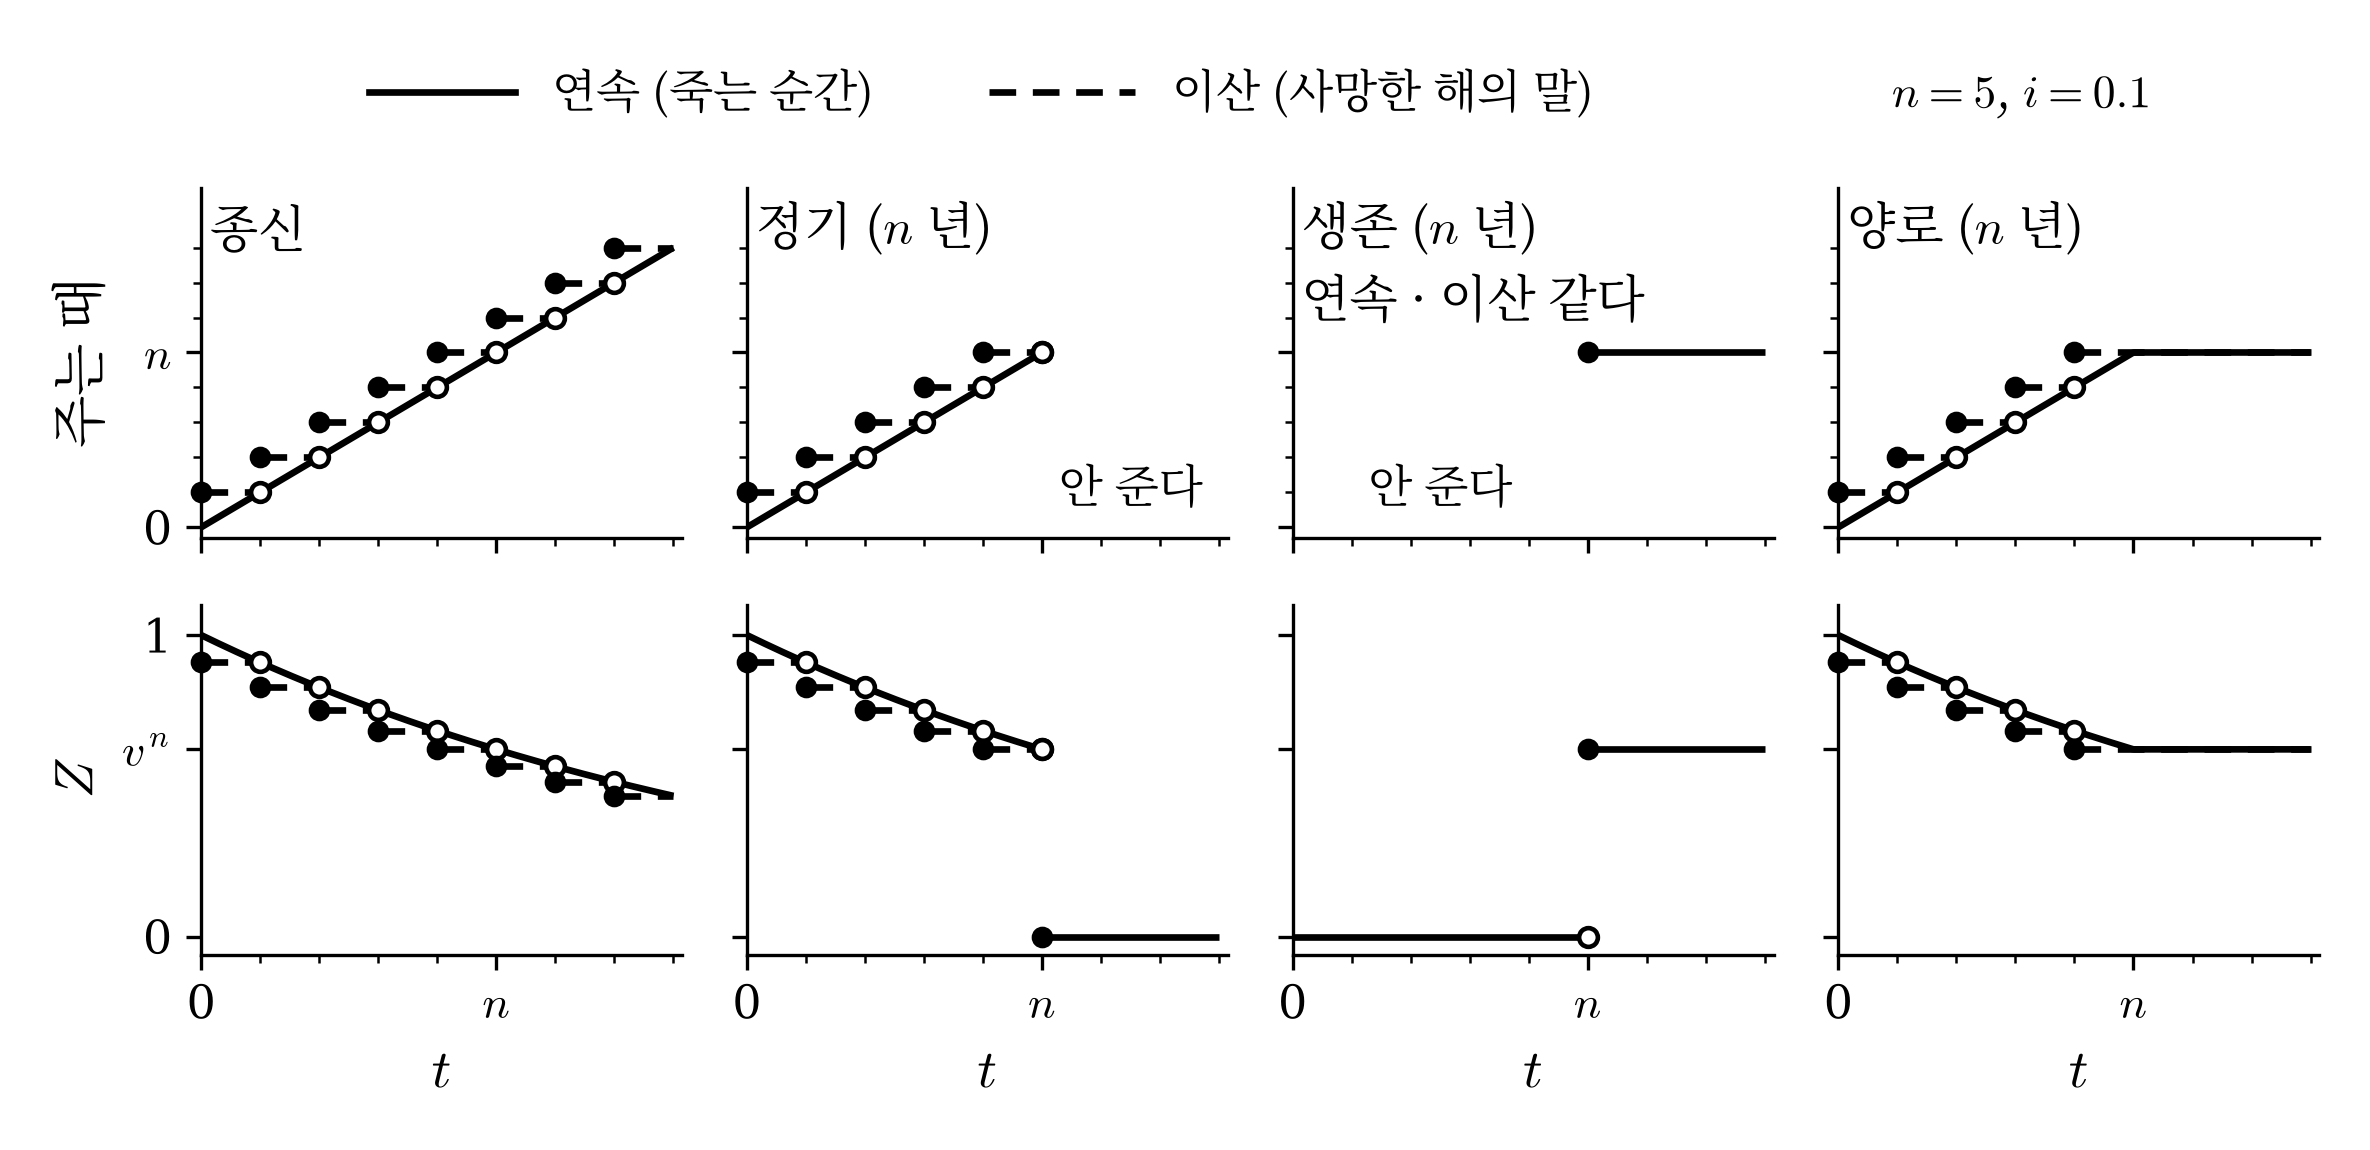 연속 (죽는 순간) 이산 (사망한 해의 말) n = 5, i = 0.1
종신 정기 (n 년) 생존 (n 년) 양로 (n 년)
연속 · 이산 같다
주는 때
n
안 준다 안 준다
0
1
vⁿ
Z
0
0 n 0 n 0 n 0 n
t t t t